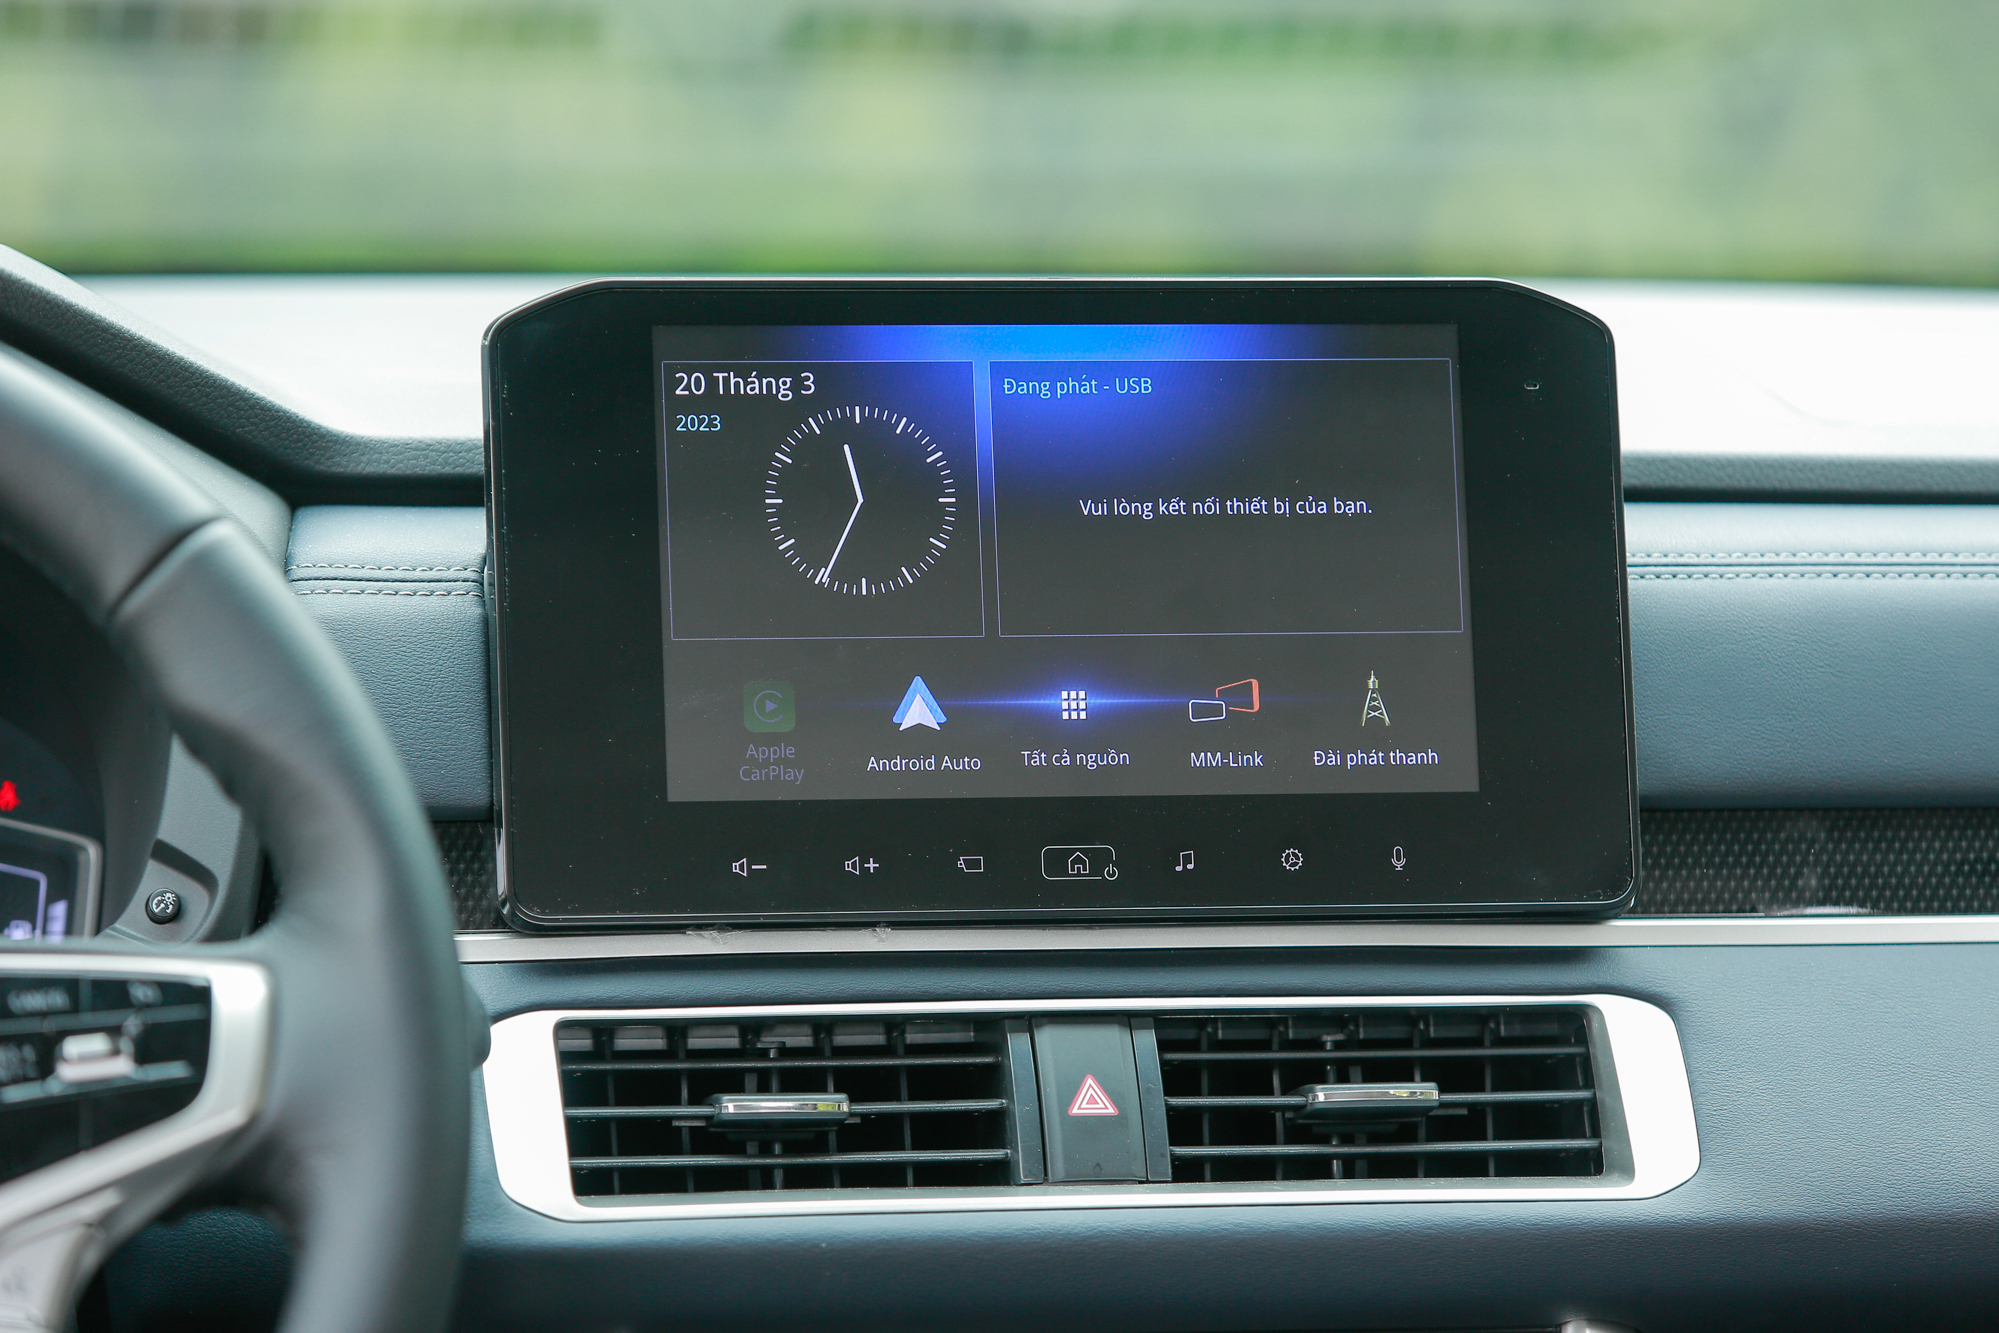 20 Tháng 3
2023
Đang phát - USB
Vui lòng kết nối thiết bị của bạn.
Apple
CarPlay
Android Auto
Tất cả nguồn
MM-Link
Đài phát thanh
CANCEL